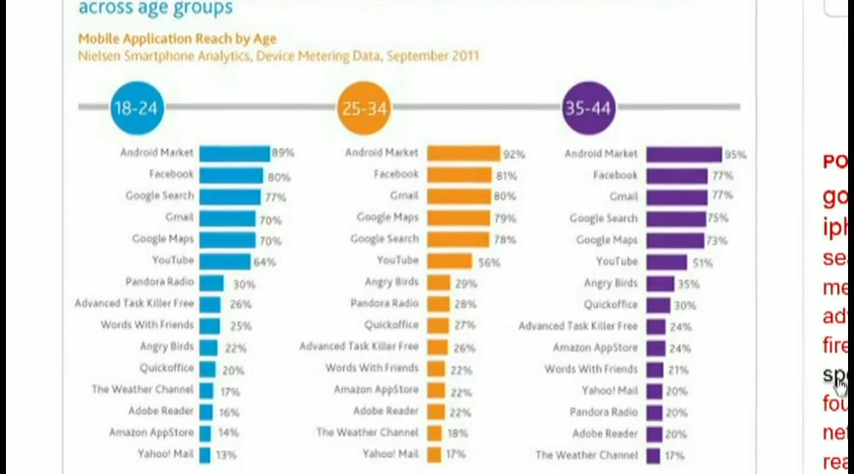 across age groups
Mobile Application Reach by Age
Nielsen Smartphone Analytics, Device Metering Data, September 2011
18-24
25-34
35-44
Android Market 89%
Facebook 80%
Google Search 77%
Gmail 70%
Google Maps 70%
YouTube 64%
Pandora Radio 30%
Advanced Task Killer Free 26%
Words With Friends 25%
Angry Birds 22%
Quickoffice 20%
The Weather Channel 17%
Adobe Reader 16%
Amazon AppStore 14%
Yahoo! Mail 13%
Android Market 92%
Facebook 81%
Gmail 80%
Google Maps 79%
Google Search 78%
YouTube 56%
Angry Birds 29%
Pandora Radio 28%
Quickoffice 27%
Advanced Task Killer Free 26%
Words With Friends 22%
Amazon AppStore 22%
Adobe Reader 22%
The Weather Channel 18%
Yahoo! Mail 17%
Android Market 95%
Facebook 77%
Gmail 77%
Google Search 75%
Google Maps 73%
YouTube 51%
Angry Birds 35%
Quickoffice 30%
Advanced Task Killer Free 24%
Amazon AppStore 24%
Words With Friends 21%
Yahoo! Mail 20%
Pandora Radio 20%
Adobe Reader 20%
The Weather Channel 17%